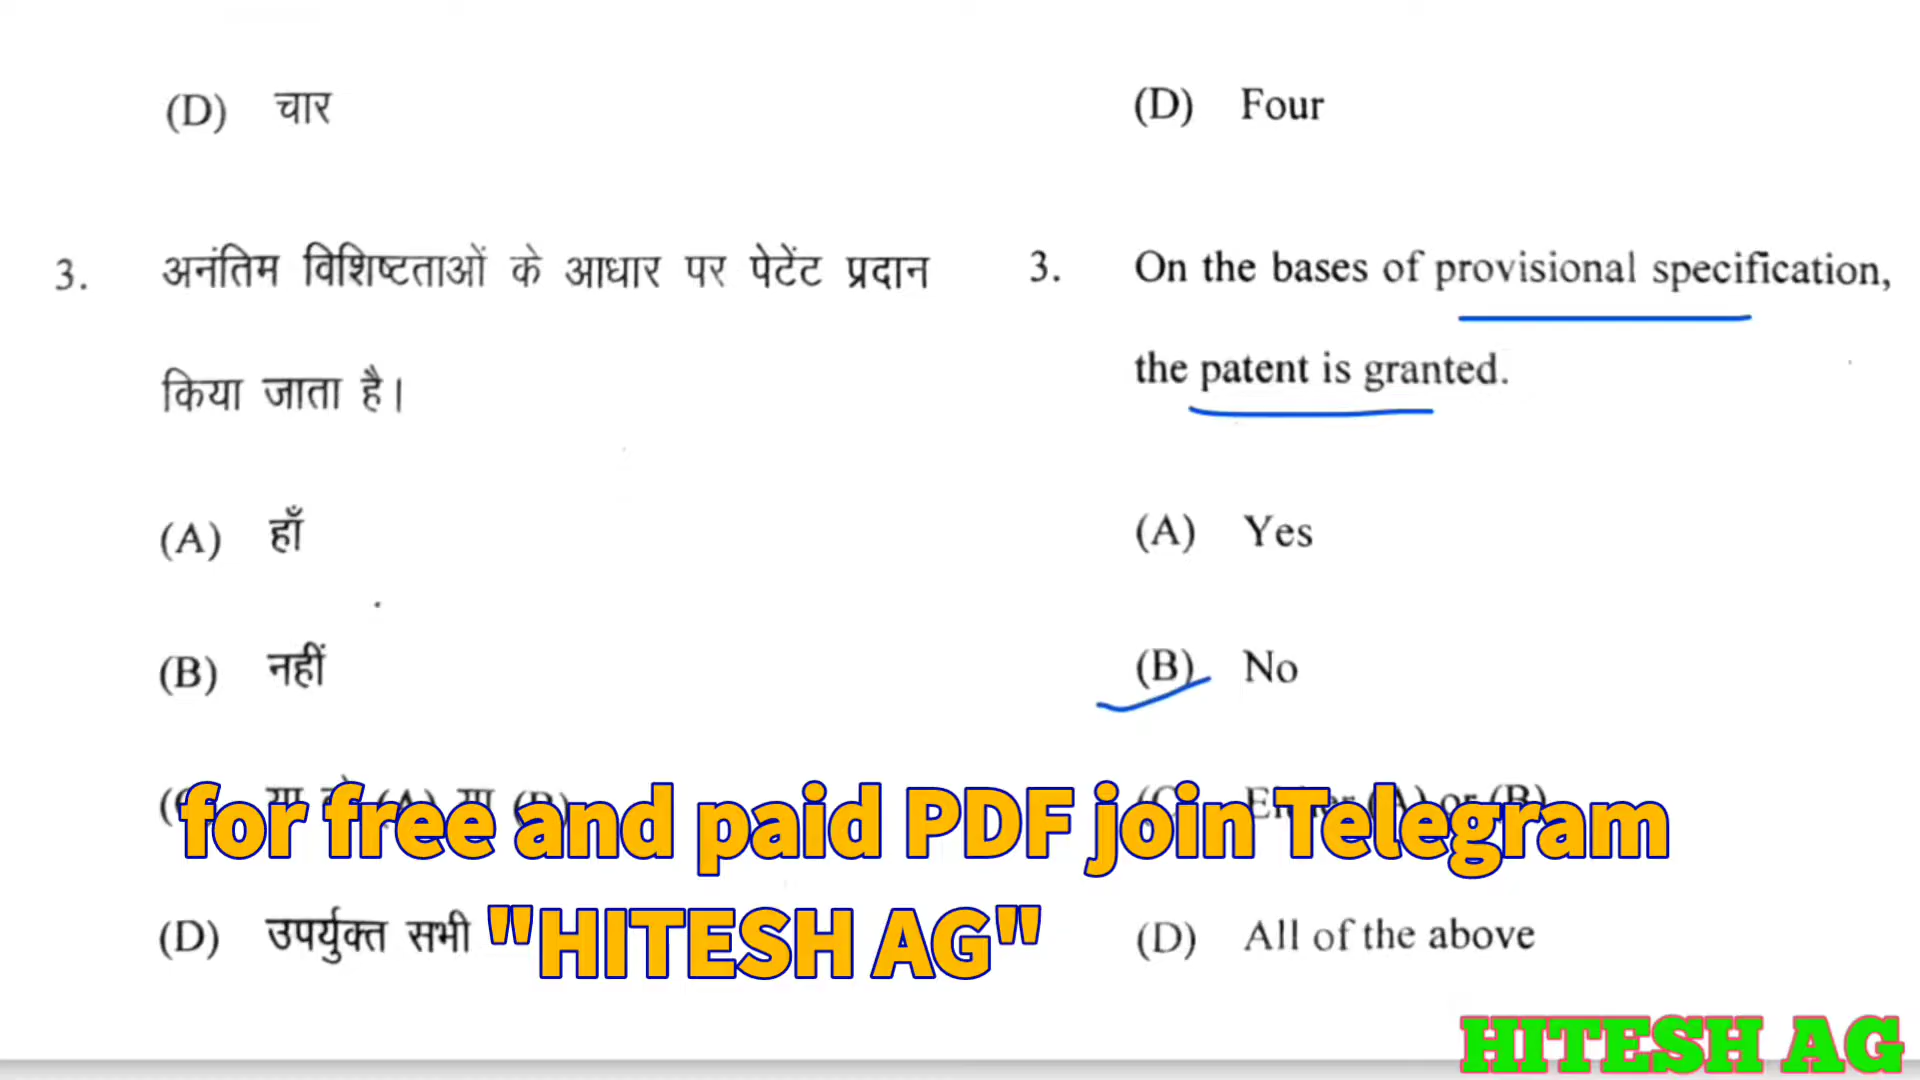 (D) चार
3. अनंतिम विशिष्टताओं के आधार पर पेटेंट प्रदान
किया जाता है।
(A) हाँ
(B) नहीं
(D) उपर्युक्त सभी
(D) Four
3. On the bases of provisional specification,
the patent is granted.
(A) Yes
(B) No
(C) Either (A) or (B)
(D) All of the above
for free and paid PDF join Telegram
"HITESH AG"
HITESH AG